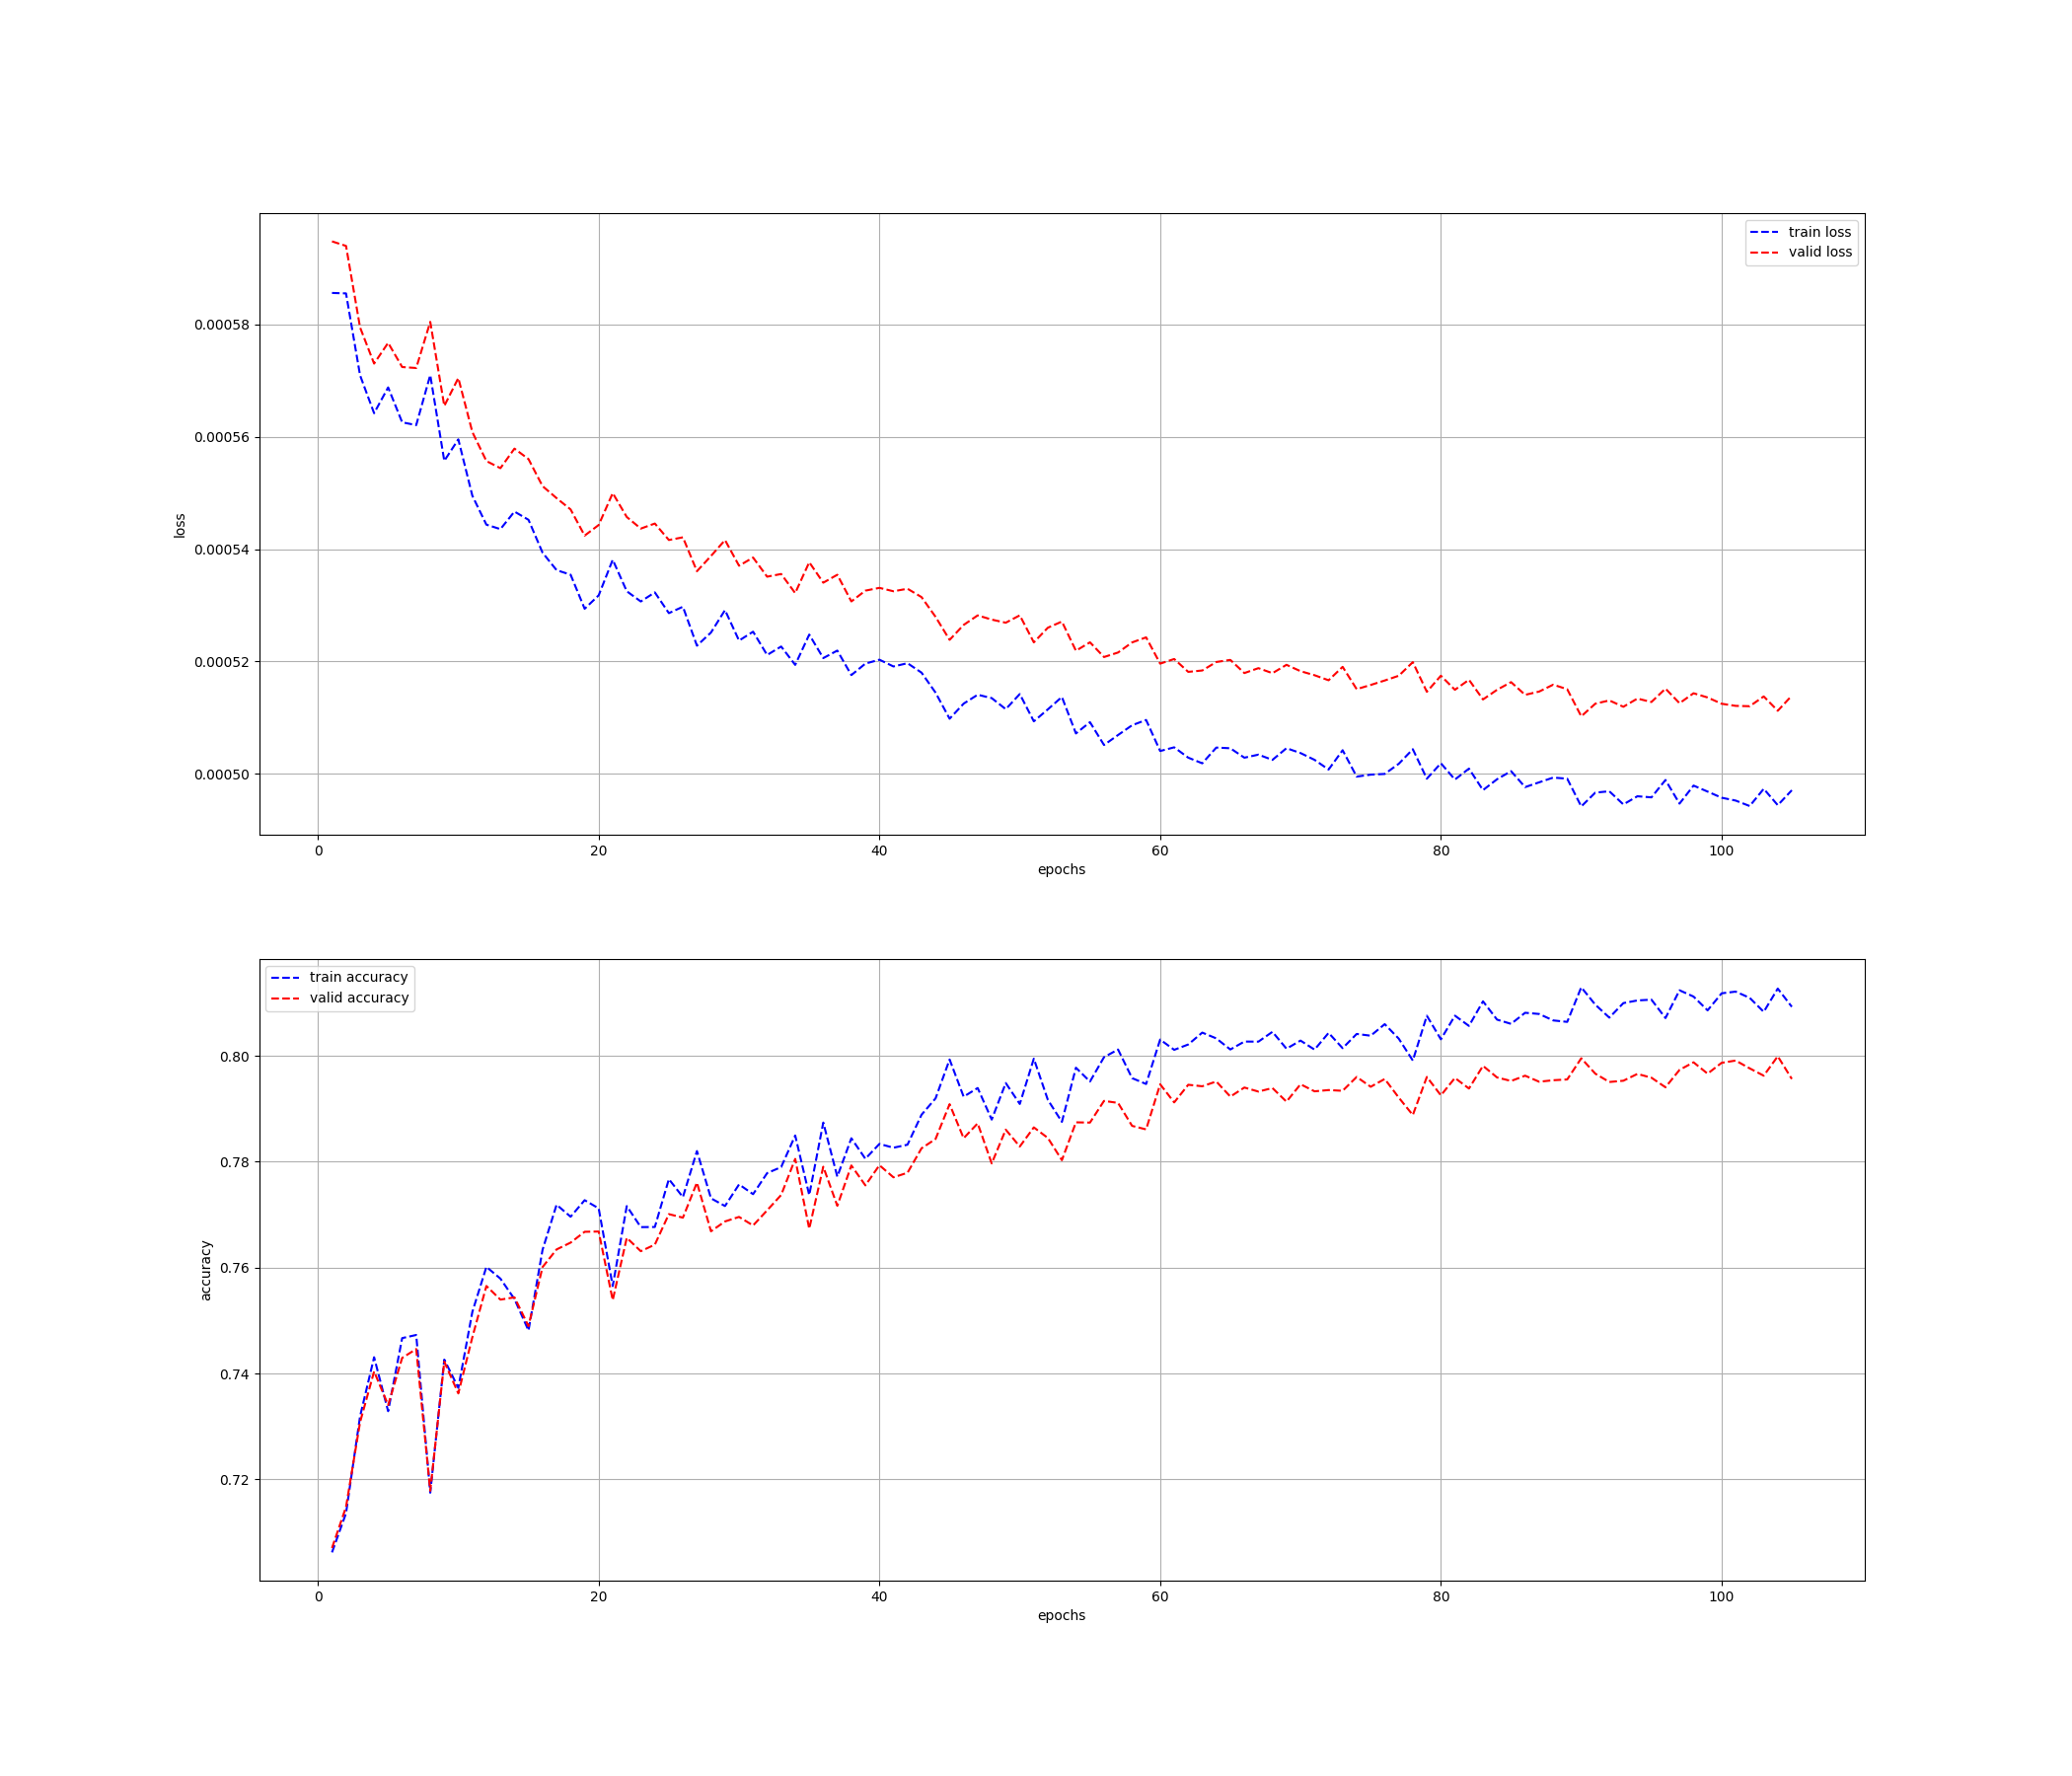 train loss
valid loss
0.00058
0.00056
0.00054
0.00052
0.00050
loss
0 20 40 60 80 100
epochs
train accuracy
valid accuracy
0.80
0.78
0.76
0.74
0.72
accuracy
0 20 40 60 80 100
epochs